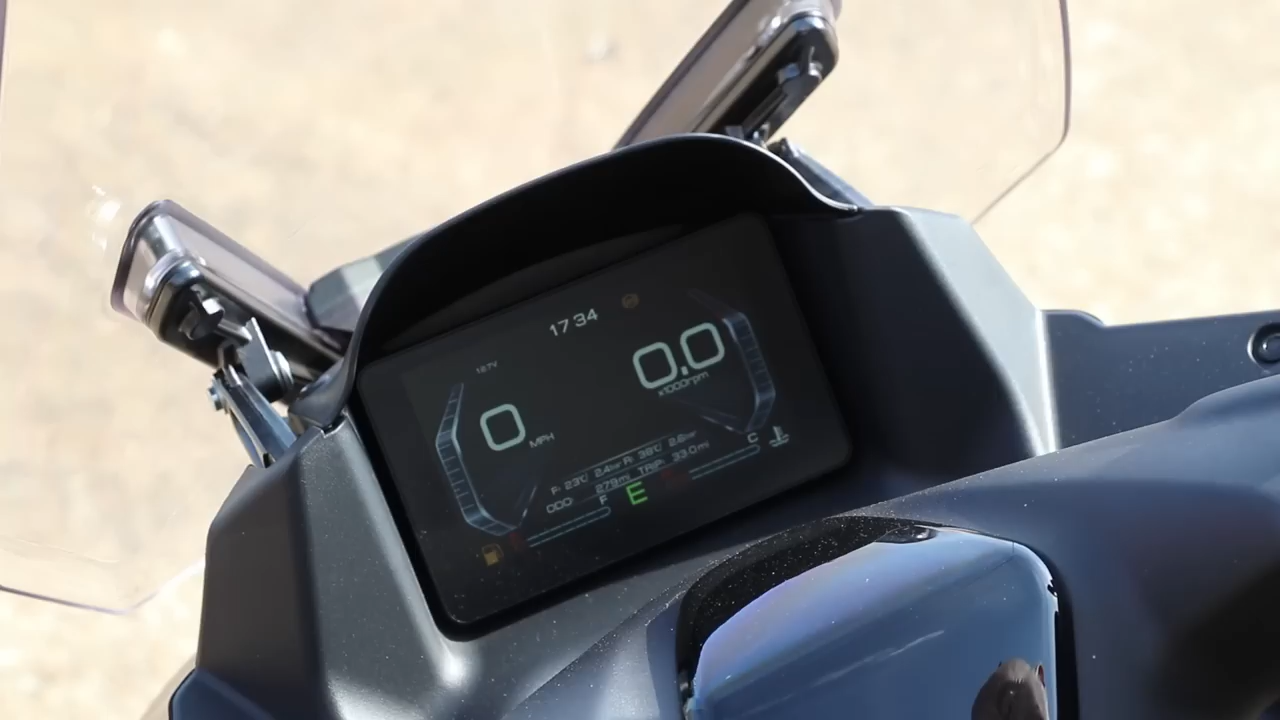 17:34
12.7V
0.0
x1000rpm
0
MPH
F: 23℃ 2.4bar R: 38℃ 2.6bar
ODO: 279mi TRIP: 33.0mi
F
E
C